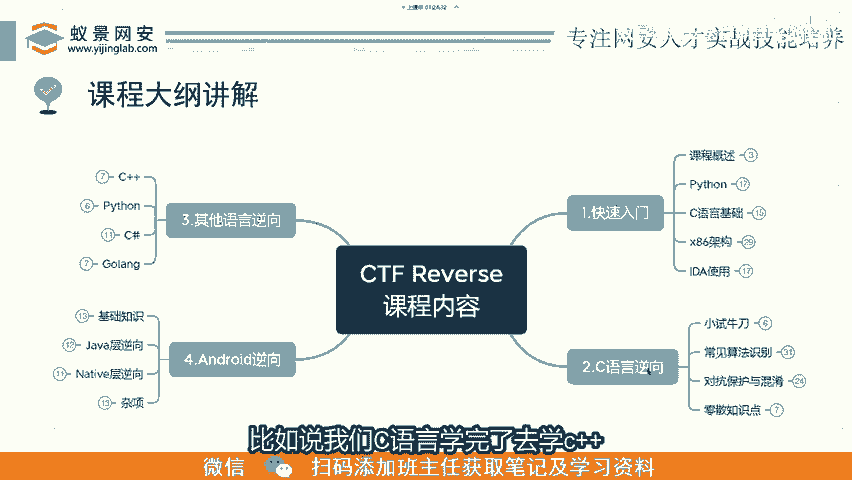 蚁景网安
www.yijinglab.com
专注网安人才实战技能培养
课程大纲讲解
CTF Reverse
课程内容
1.快速入门
课程概述 3
Python 17
C语言基础 15
x86架构 29
IDA使用 17
2.C语言逆向
小试牛刀 6
常见算法识别 31
对抗保护与混淆 24
零散知识点 7
3.其他语言逆向
7 C++
6 Python
11 C#
7 Golang
4.Android逆向
13 基础知识
12 Java层逆向
11 Native层逆向
13 杂项
比如说我们C语言学完了去学c++
微信 扫码添加班主任获取笔记及学习资料